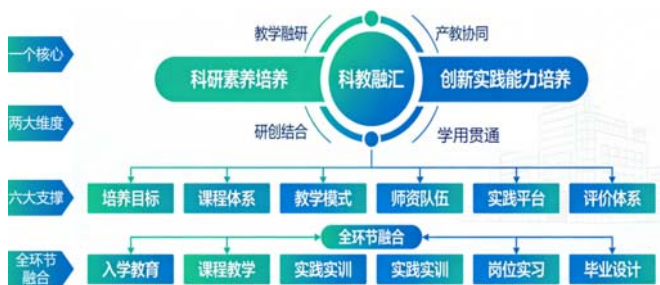 教学融研
产教协同
一个核心
科研素养培养
科教融汇
创新实践能力培养
两大维度
研创结合
学用贯通
六大支撑
培养目标
课程体系
教学模式
师资队伍
实践平台
评价体系
全环节融合
全环节
融合
入学教育
课程教学
实践实训
实践实训
岗位实习
毕业设计